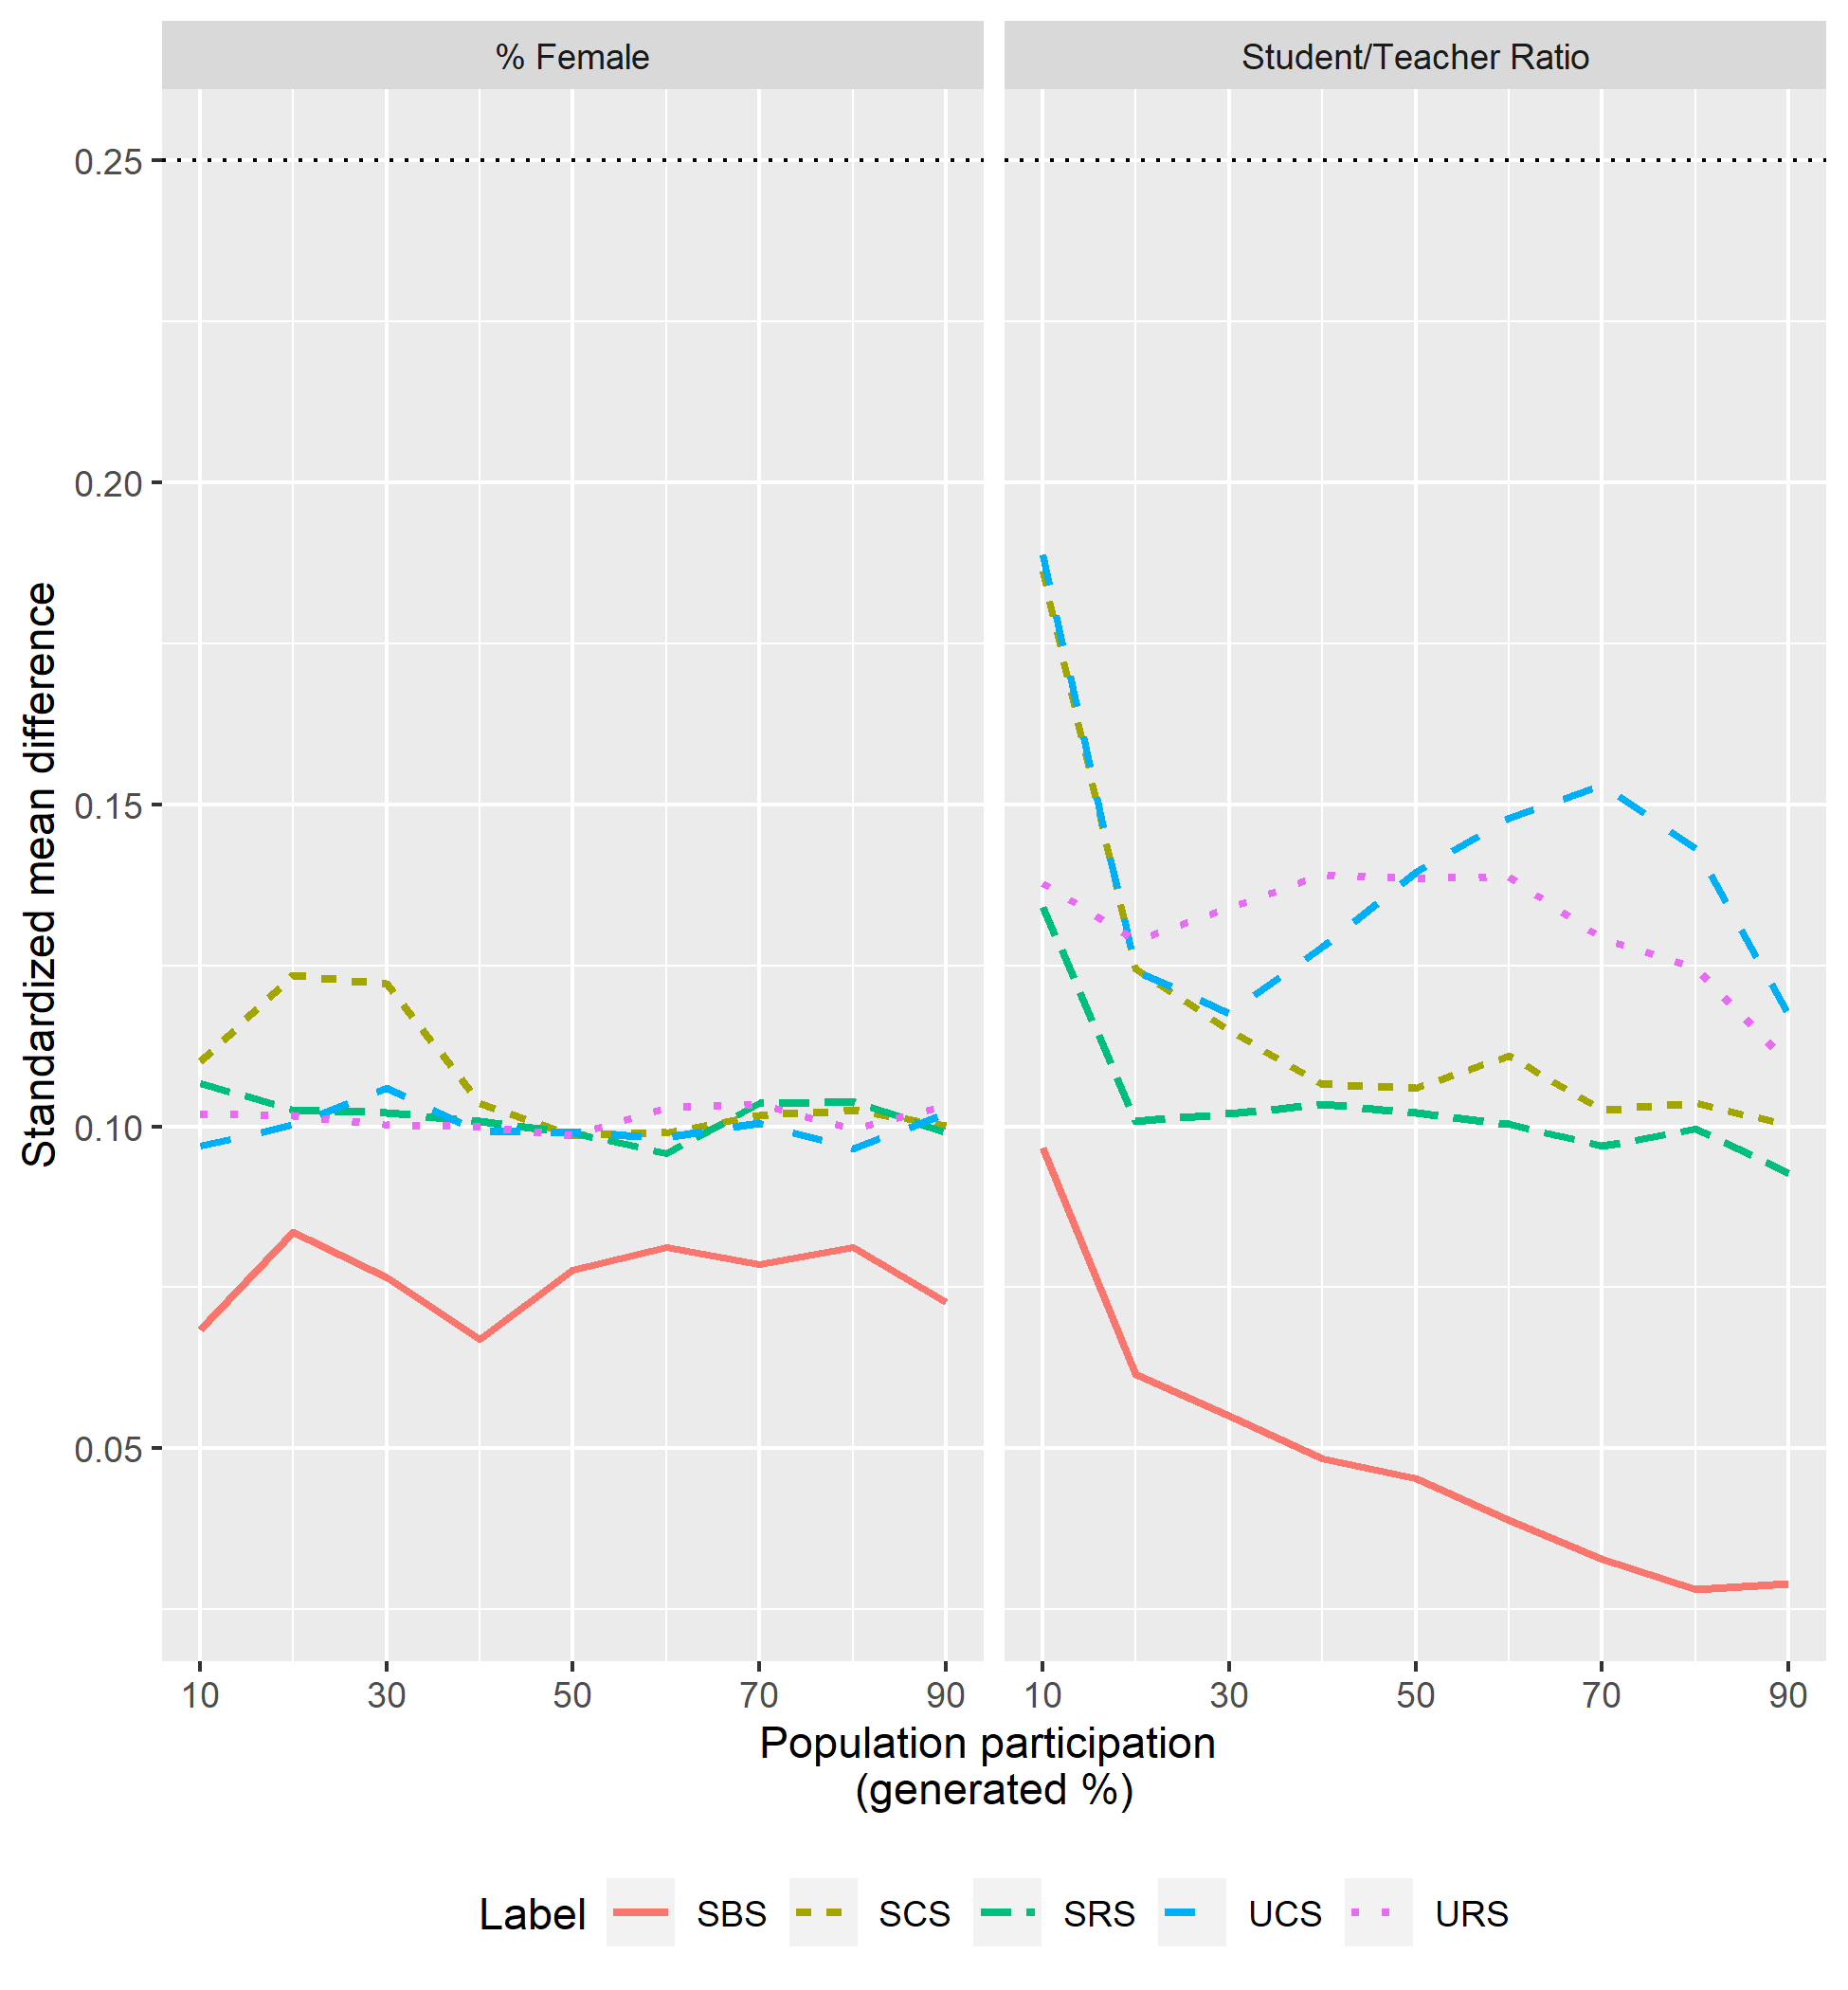 % Female
Student/Teacher Ratio
0.25
0.20
0.15
0.10
0.05
Standardized mean difference
10 30 50 70 90
10 30 50 70 90
Population participation
(generated %)
Label SBS SCS SRS UCS URS